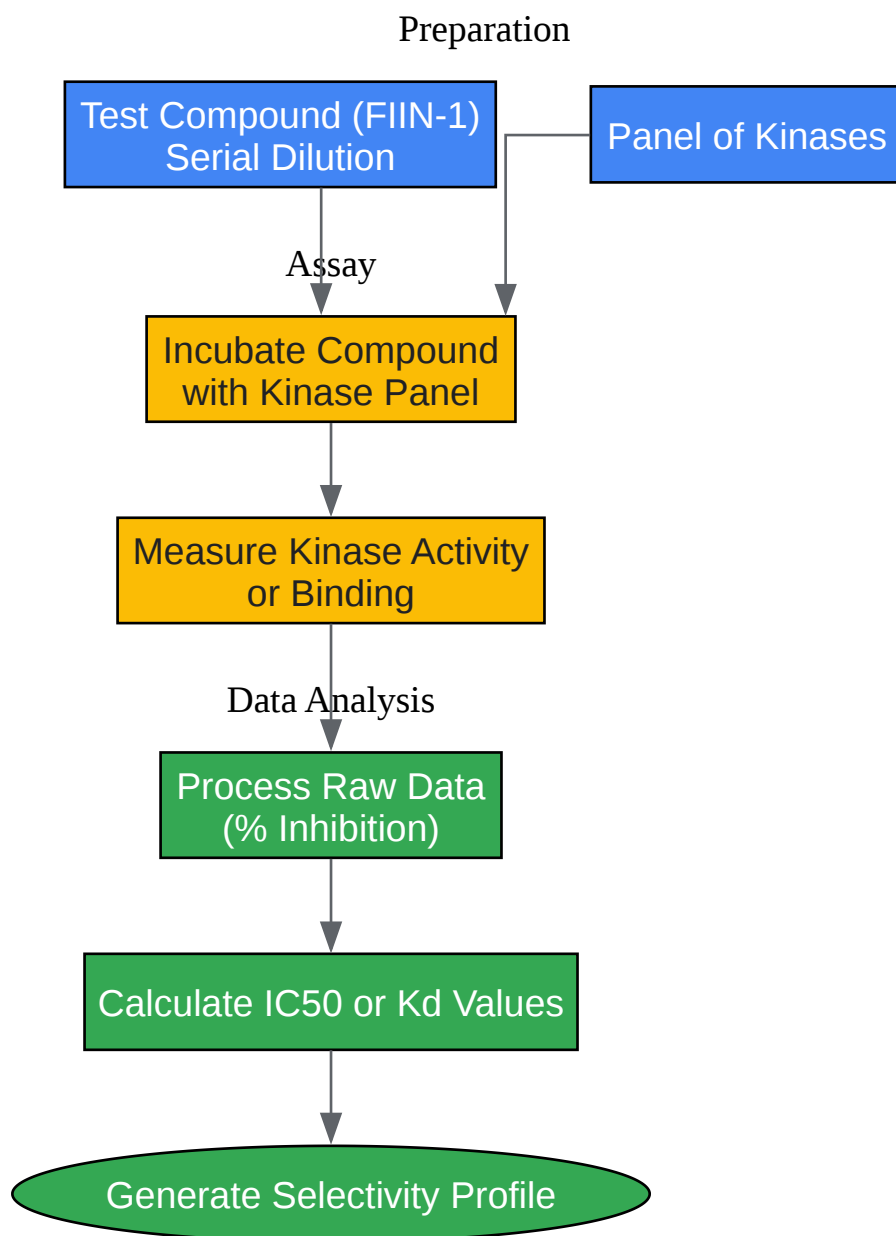 Preparation
Test Compound (FIIN-1)
Serial Dilution
Panel of Kinases
Assay
Incubate Compound
with Kinase Panel
Measure Kinase Activity
or Binding
Data Analysis
Process Raw Data
(% Inhibition)
Calculate IC50 or Kd Values
Generate Selectivity Profile